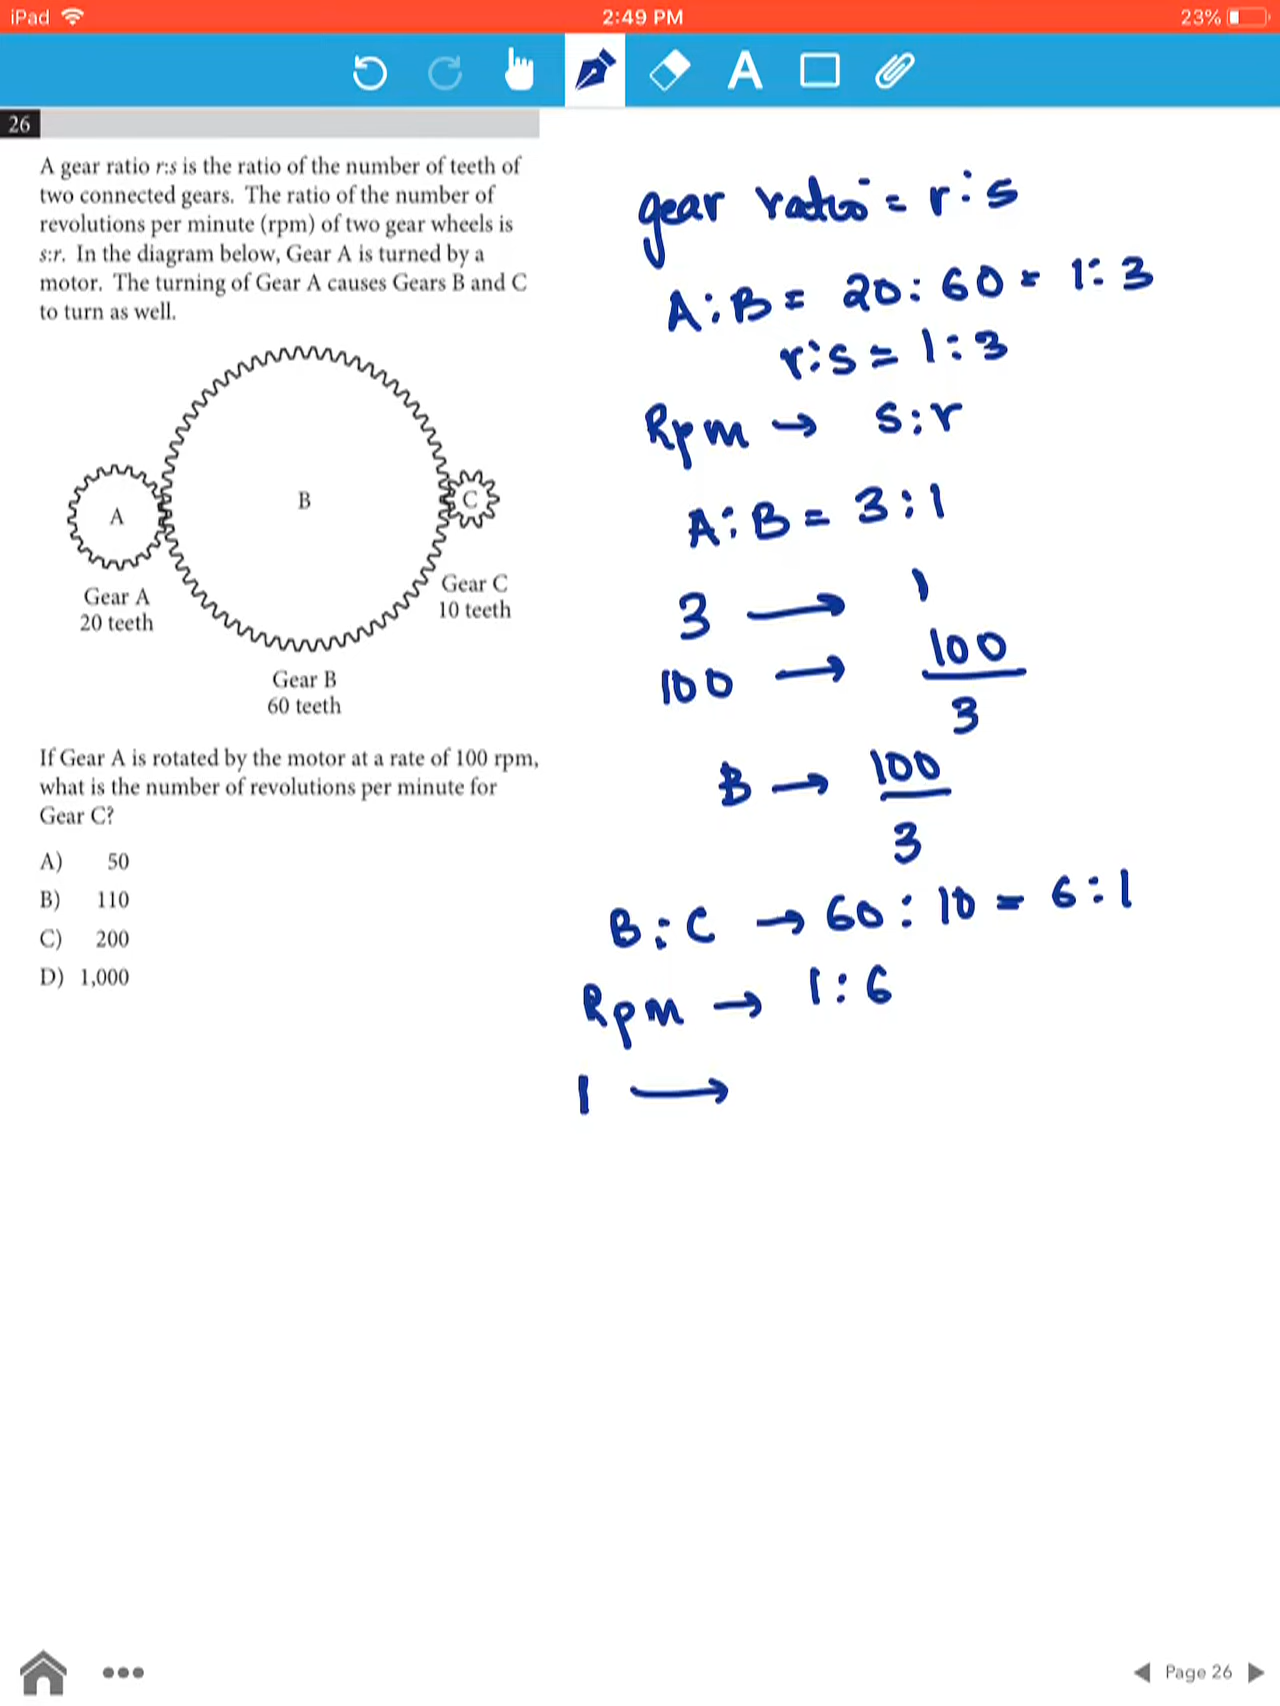 iPad 2:49 PM 23%
A
26
A gear ratio r:s is the ratio of the number of teeth of
two connected gears. The ratio of the number of
revolutions per minute (rpm) of two gear wheels is
s:r. In the diagram below, Gear A is turned by a
motor. The turning of Gear A causes Gears B and C
to turn as well.
A
B
C
Gear A
20 teeth
Gear B
60 teeth
Gear C
10 teeth
If Gear A is rotated by the motor at a rate of 100 rpm,
what is the number of revolutions per minute for
Gear C?
A) 50
B) 110
C) 200
D) 1,000
gear ratio = r:s
A:B = 20:60 = 1:3
r:s = 1:3
Rpm → s:r
A:B = 3:1
3 → 1
100 → 100/3
B → 100/3
B:C → 60:10 = 6:1
Rpm → 1:6
1 →
Page 26